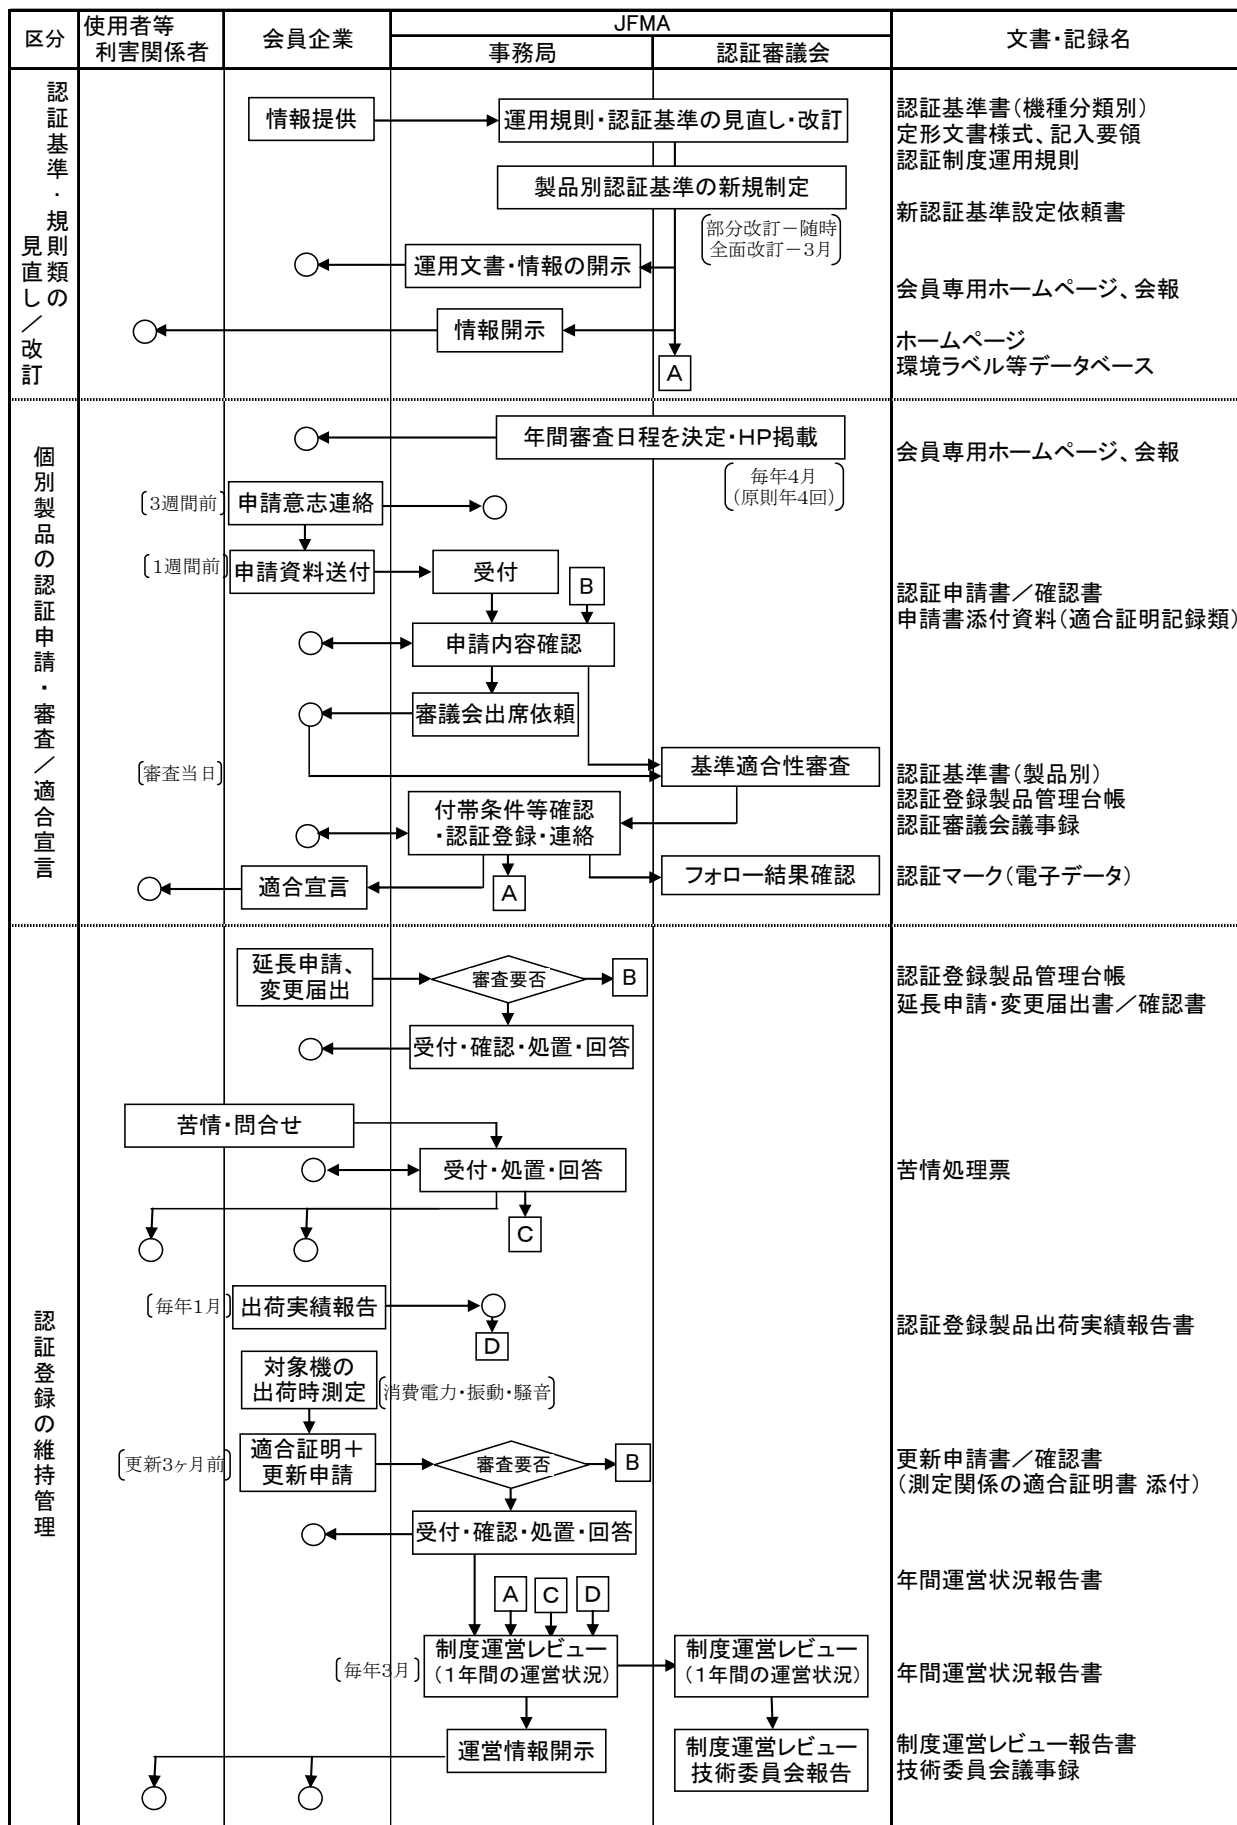 区分
使用者等
利害関係者
会員企業
JFMA
事務局
認証審議会
文書・記録名
認証基準・規則類の
見直し／改訂
情報提供
運用規則・認証基準の見直し・改訂
認証基準書（機種分類別）
定形文書様式、記入要領
認証制度運用規則
製品別認証基準の新規制定
新認証基準設定依頼書
部分改訂－随時
全面改訂－3月
運用文書・情報の開示
会員専用ホームページ、会報
情報開示
ホームページ
環境ラベル等データベース
A
個別製品の認証申請・審査／適合宣言
年間審査日程を決定・HP掲載
会員専用ホームページ、会報
毎年4月
（原則年4回）
3週間前
申請意志連絡
1週間前
申請資料送付
受付
B
認証申請書／確認書
申請書添付資料（適合証明記録類）
申請内容確認
審議会出席依頼
審査当日
基準適合性審査
認証基準書（製品別）
認証登録製品管理台帳
認証審議会議事録
付帯条件等確認
・認証登録・連絡
適合宣言
A
フォロー結果確認
認証マーク（電子データ）
認証登録の維持管理
延長申請、
変更届出
審査要否
B
認証登録製品管理台帳
延長申請・変更届出書／確認書
受付・確認・処置・回答
苦情・問合せ
受付・処置・回答
苦情処理票
C
毎年1月
出荷実績報告
D
認証登録製品出荷実績報告書
対象機の
出荷時測定
消費電力・振動・騒音
更新3ヶ月前
適合証明＋
更新申請
審査要否
B
更新申請書／確認書
（測定関係の適合証明書 添付）
受付・確認・処置・回答
年間運営状況報告書
A
C
D
毎年3月
制度運営レビュー
（1年間の運営状況）
制度運営レビュー
（1年間の運営状況）
年間運営状況報告書
運営情報開示
制度運営レビュー
技術委員会報告
制度運営レビュー報告書
技術委員会議事録